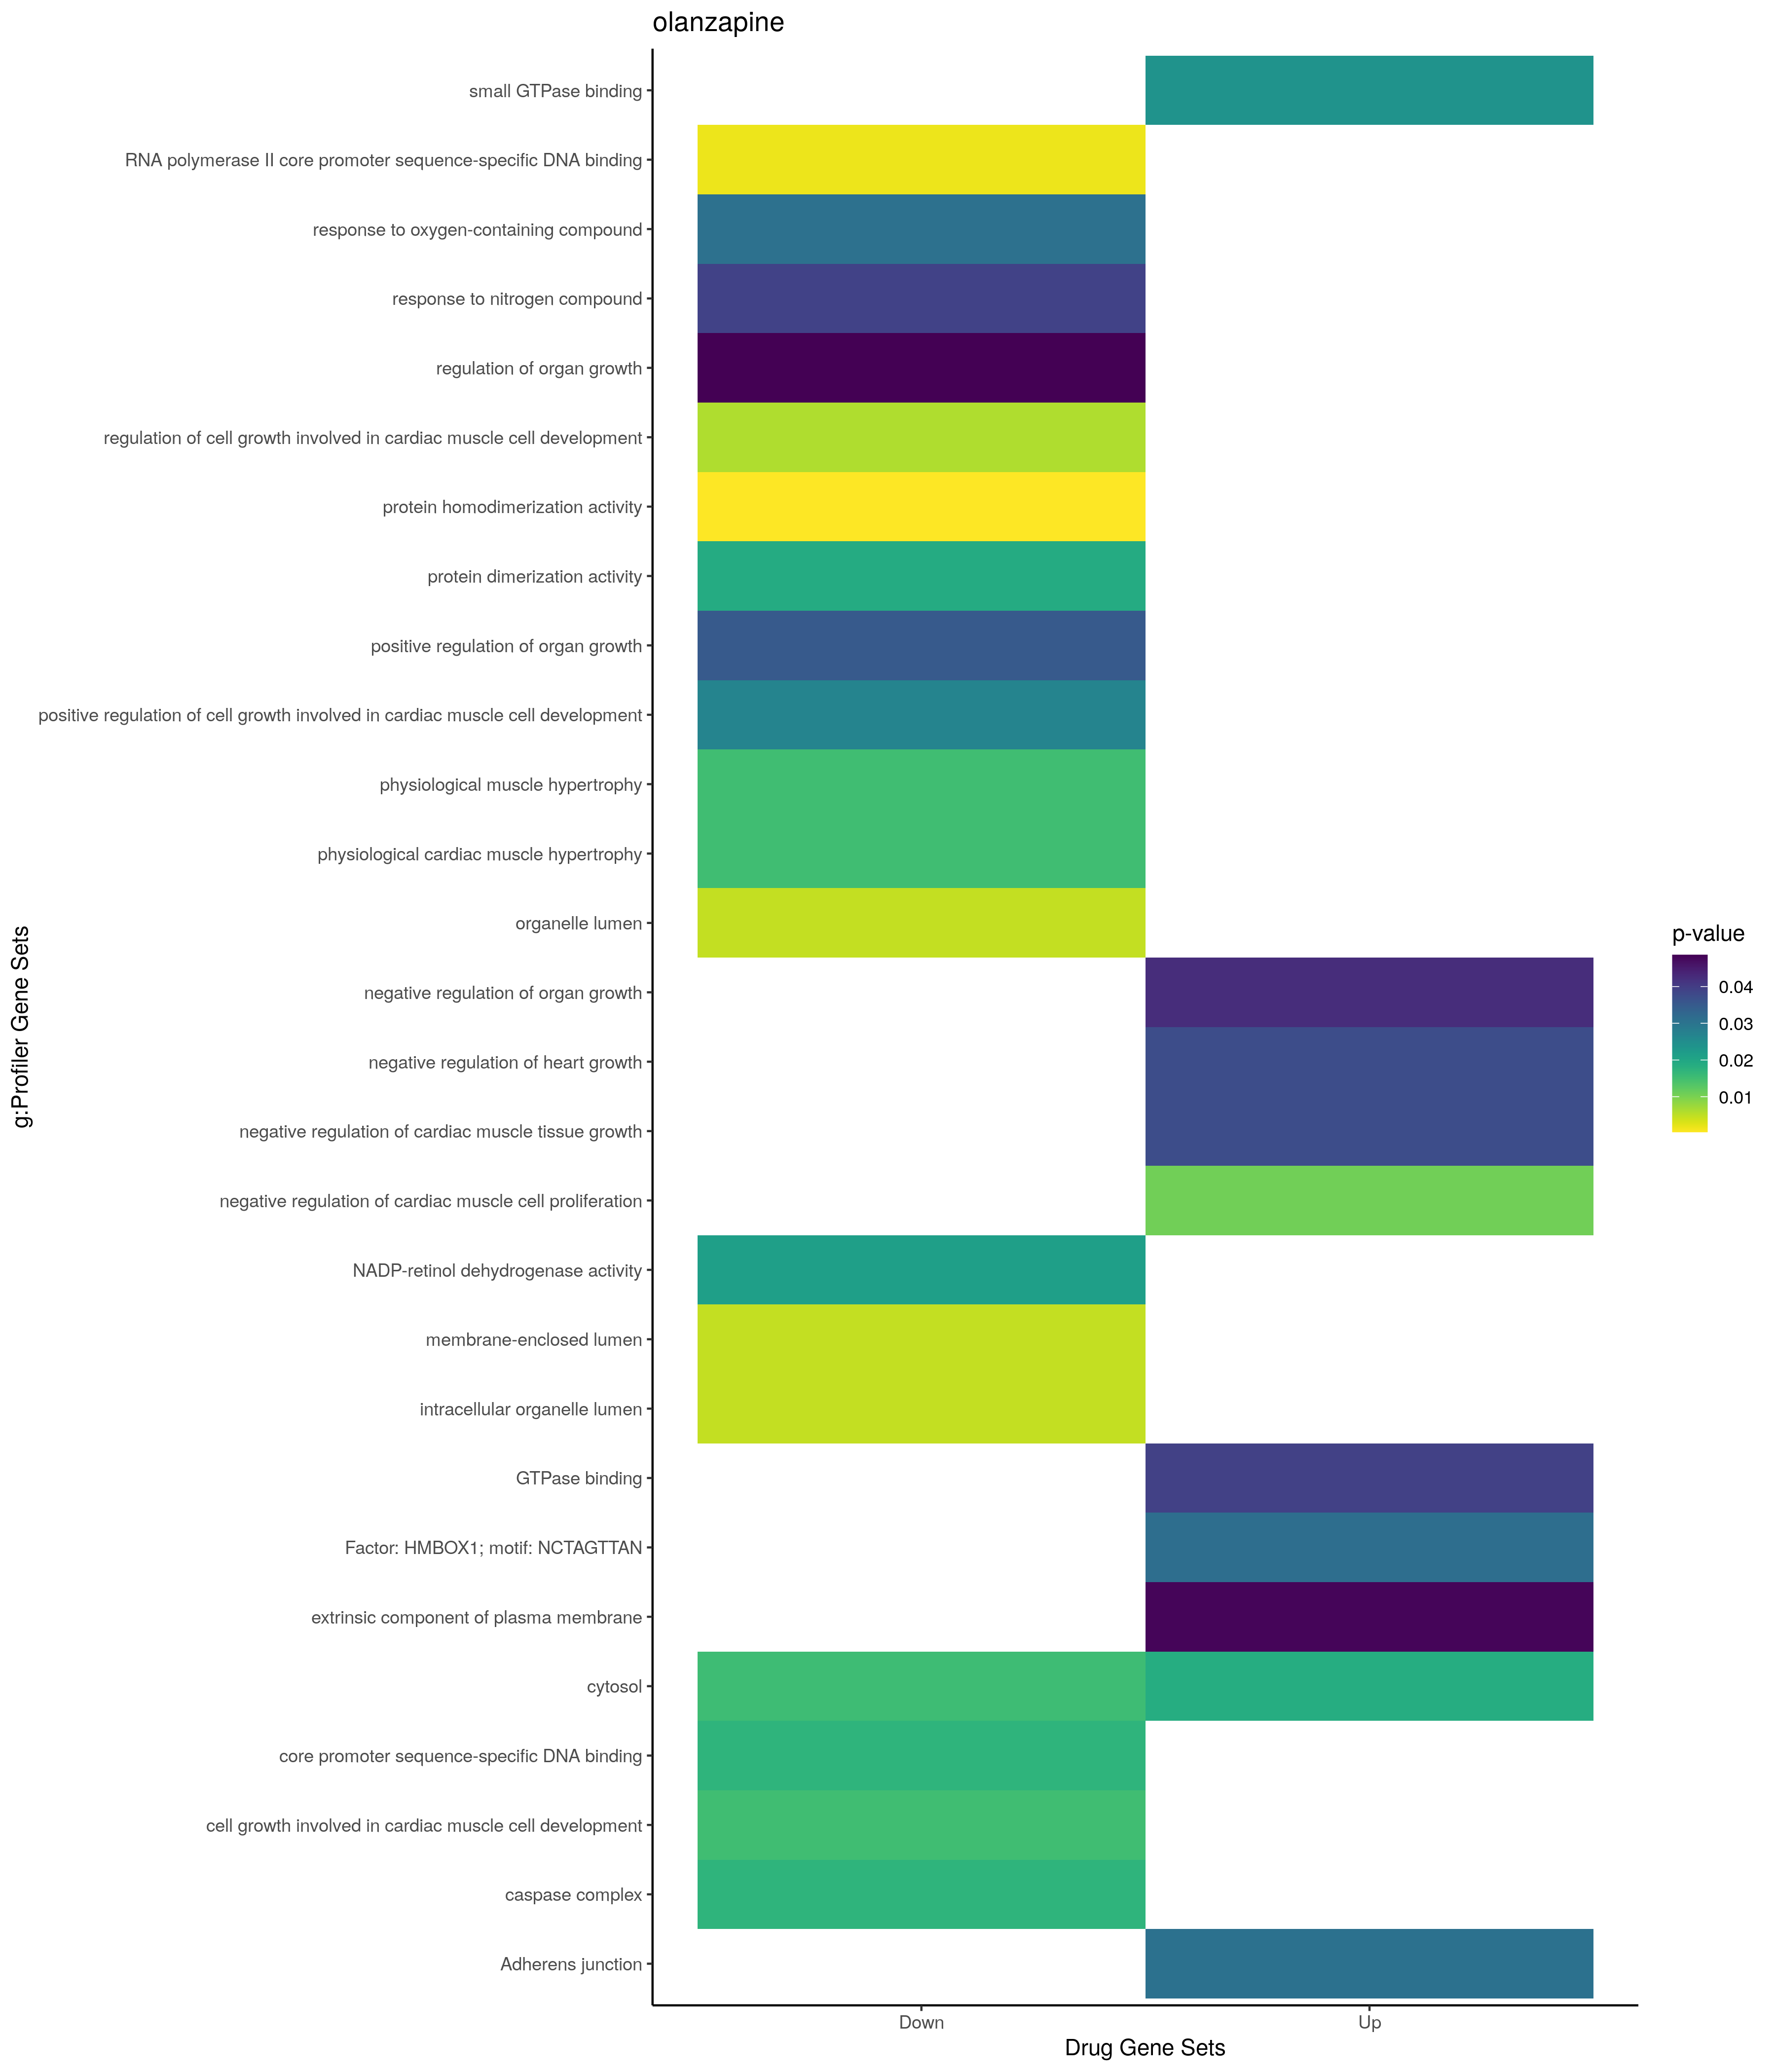 olanzapine
small GTPase binding
RNA polymerase II core promoter sequence-specific DNA binding
response to oxygen-containing compound
response to nitrogen compound
regulation of organ growth
regulation of cell growth involved in cardiac muscle cell development
protein homodimerization activity
protein dimerization activity
positive regulation of organ growth
positive regulation of cell growth involved in cardiac muscle cell development
physiological muscle hypertrophy
physiological cardiac muscle hypertrophy
organelle lumen
negative regulation of organ growth
negative regulation of heart growth
negative regulation of cardiac muscle tissue growth
negative regulation of cardiac muscle cell proliferation
NADP-retinol dehydrogenase activity
membrane-enclosed lumen
intracellular organelle lumen
GTPase binding
Factor: HMBOX1; motif: NCTAGTTAN
extrinsic component of plasma membrane
cytosol
core promoter sequence-specific DNA binding
cell growth involved in cardiac muscle cell development
caspase complex
Adherens junction
g:Profiler Gene Sets
Down
Up
Drug Gene Sets
p-value
0.04
0.03
0.02
0.01